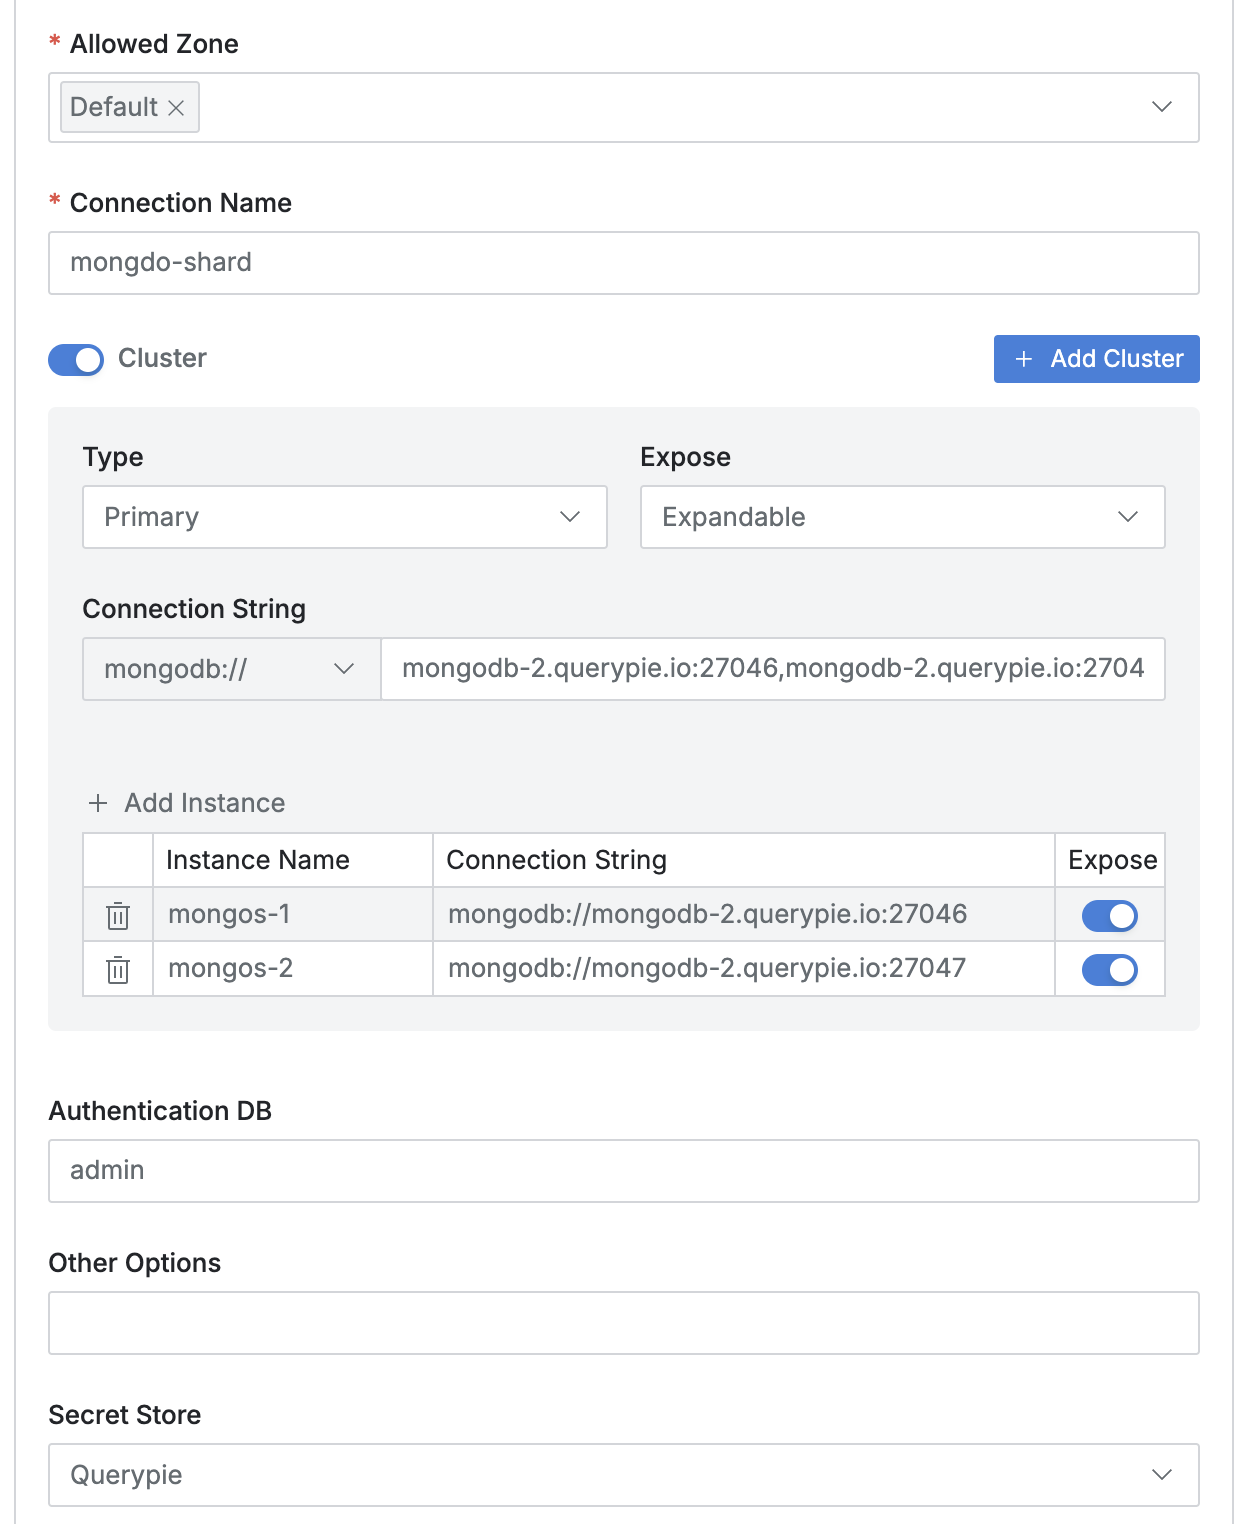 * Allowed Zone
Default
* Connection Name
mongdo-shard
Cluster
+ Add Cluster
Type Expose
Primary Expandable
Connection String
mongodb:// mongodb-2.querypie.io:27046,mongodb-2.querypie.io:2704
+ Add Instance
Instance Name Connection String Expose
mongos-1 mongodb://mongodb-2.querypie.io:27046
mongos-2 mongodb://mongodb-2.querypie.io:27047
Authentication DB
admin
Other Options
Secret Store
Querypie